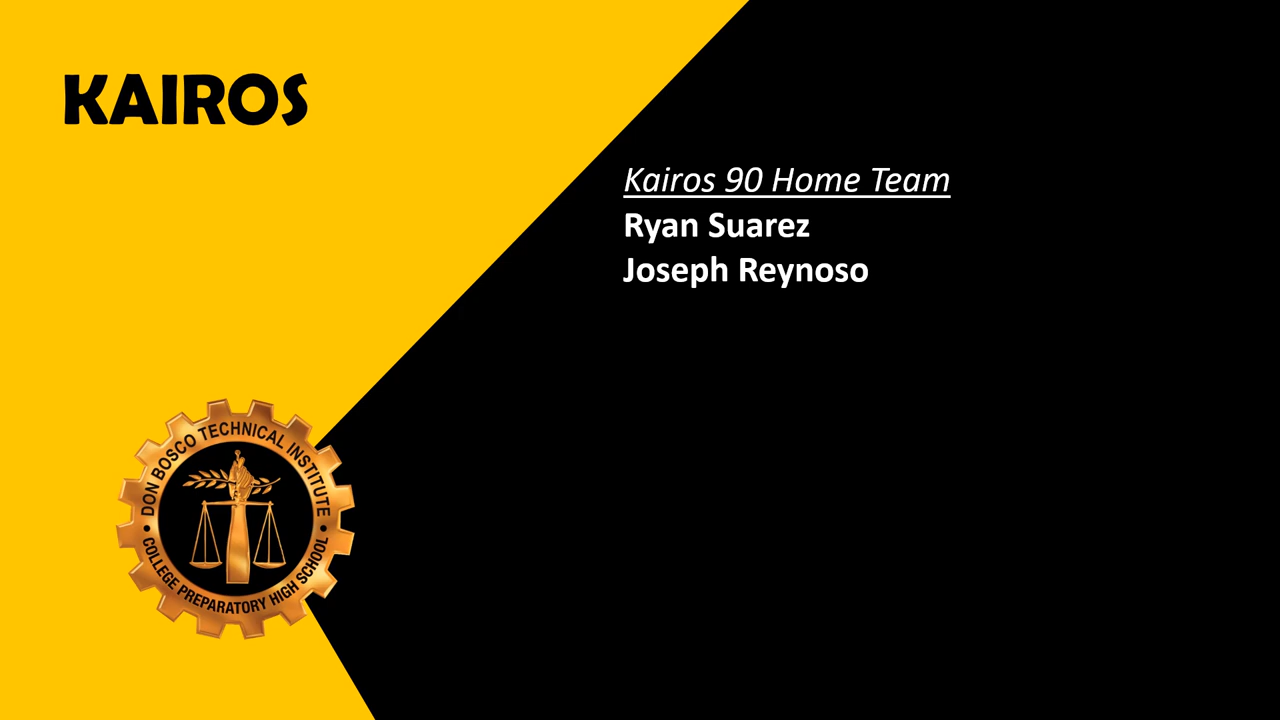 KAIROS
Kairos 90 Home Team
Ryan Suarez
Joseph Reynoso
DON BOSCO TECHNICAL INSTITUTE
• COLLEGE PREPARATORY HIGH SCHOOL •